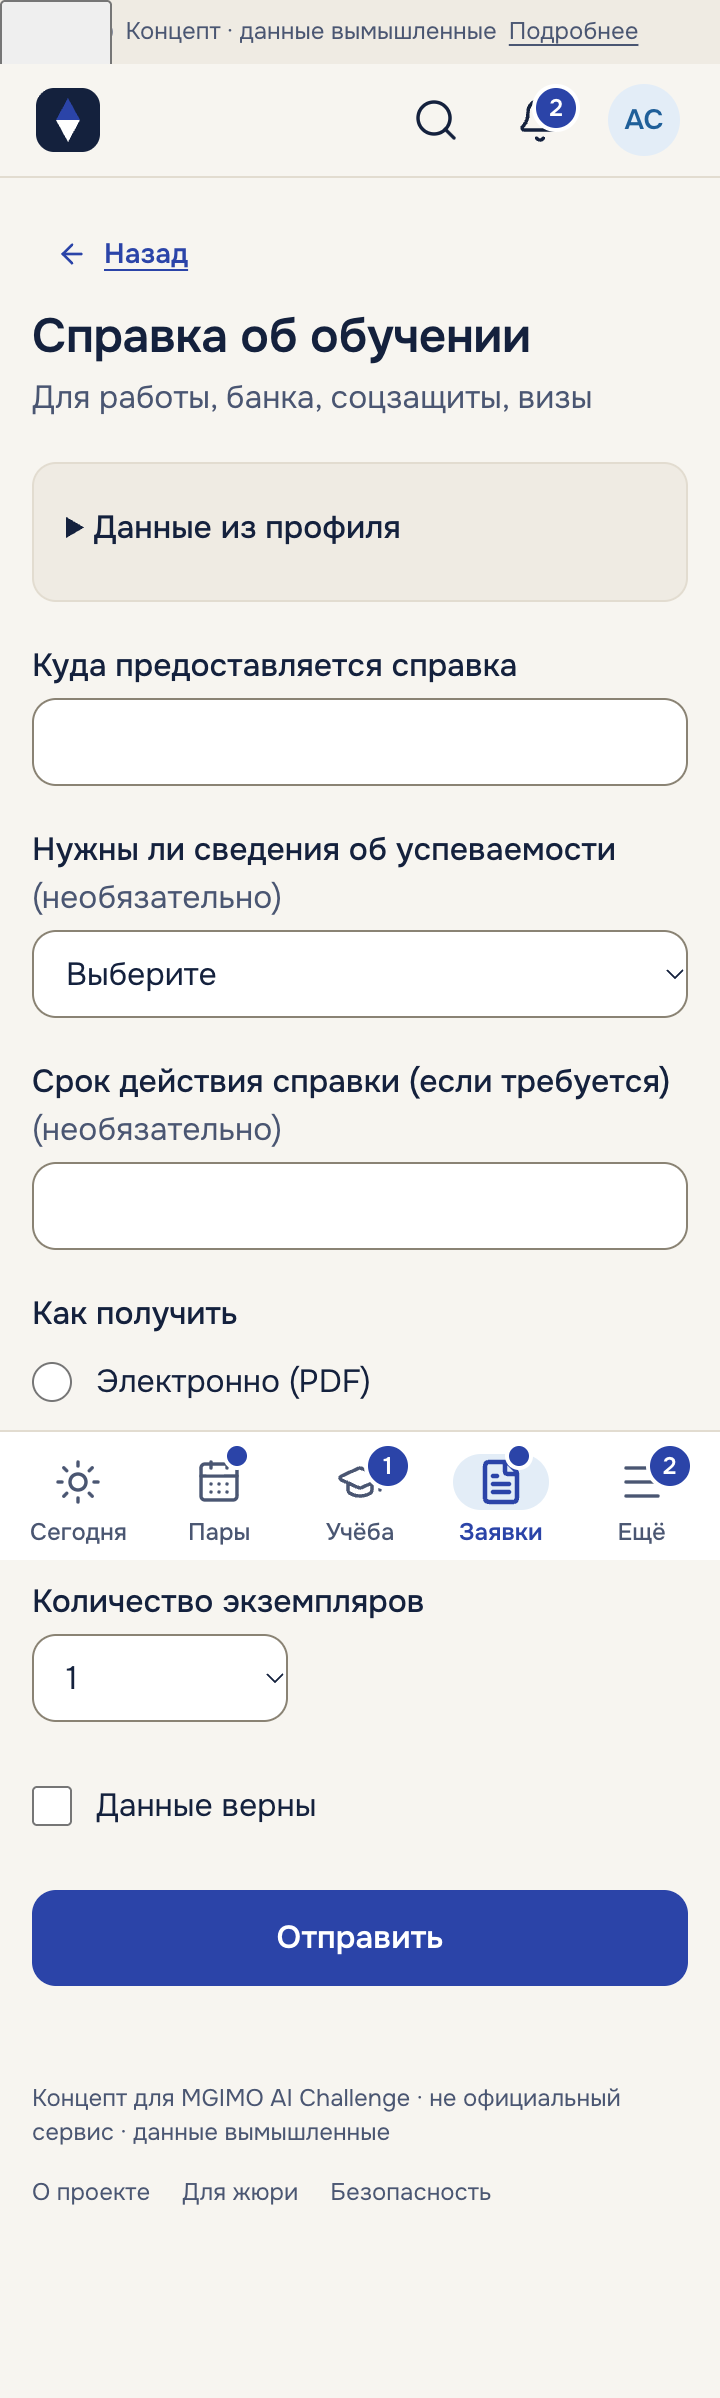 Концепт · данные вымышленные Подробнее
2
АС
Назад
Справка об обучении
Для работы, банка, соцзащиты, визы
Данные из профиля
Куда предоставляется справка
Нужны ли сведения об успеваемости
(необязательно)
Выберите
Срок действия справки (если требуется)
(необязательно)
Как получить
Электронно (PDF)
1
2
Сегодня
Пары
Учёба
Заявки
Ещё
Количество экземпляров
1
Данные верны
Отправить
Концепт для MGIMO AI Challenge · не официальный
сервис · данные вымышленные
О проекте Для жюри Безопасность